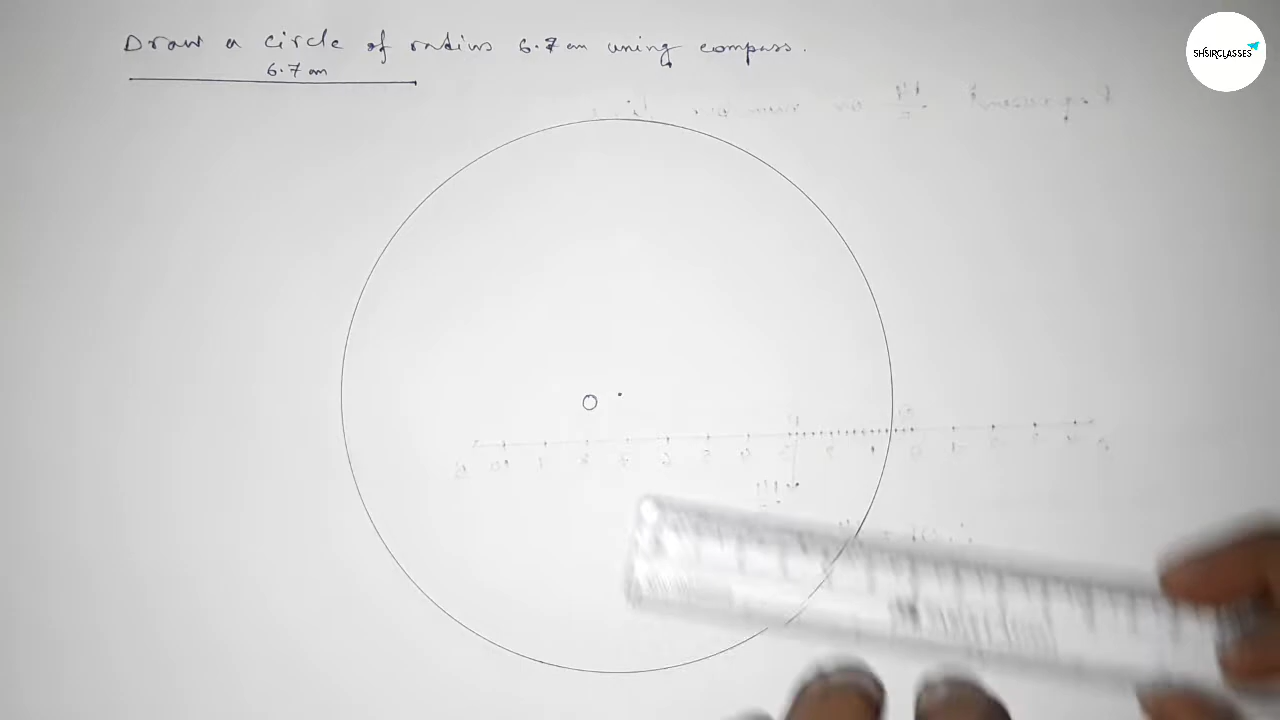 Draw a circle of radius 6.7 cm using compass.
6.7 cm
SHSIRCLASSES
O